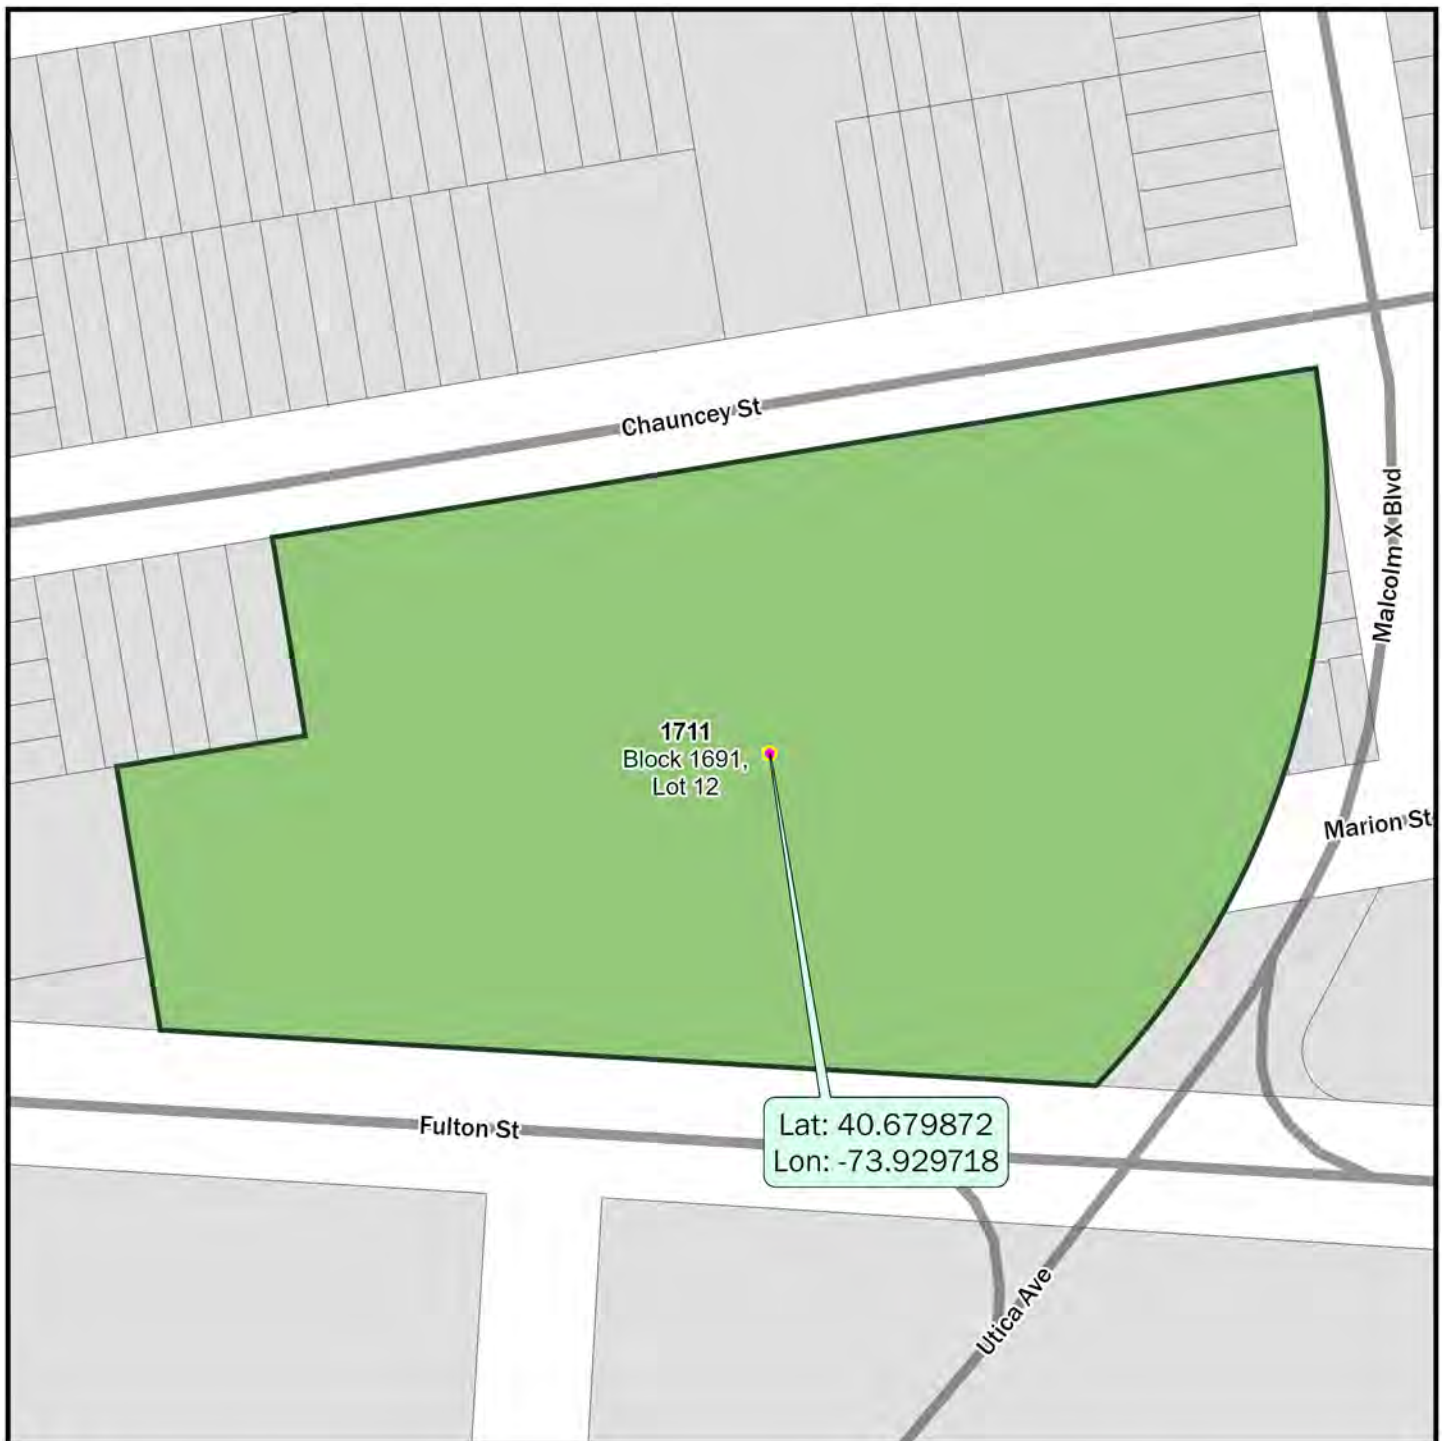 Chauncey St
Malcolm X Blvd
1711
Block 1691,
Lot 12
Marion St
Fulton St
Lat: 40.679872
Lon: -73.929718
Utica Ave